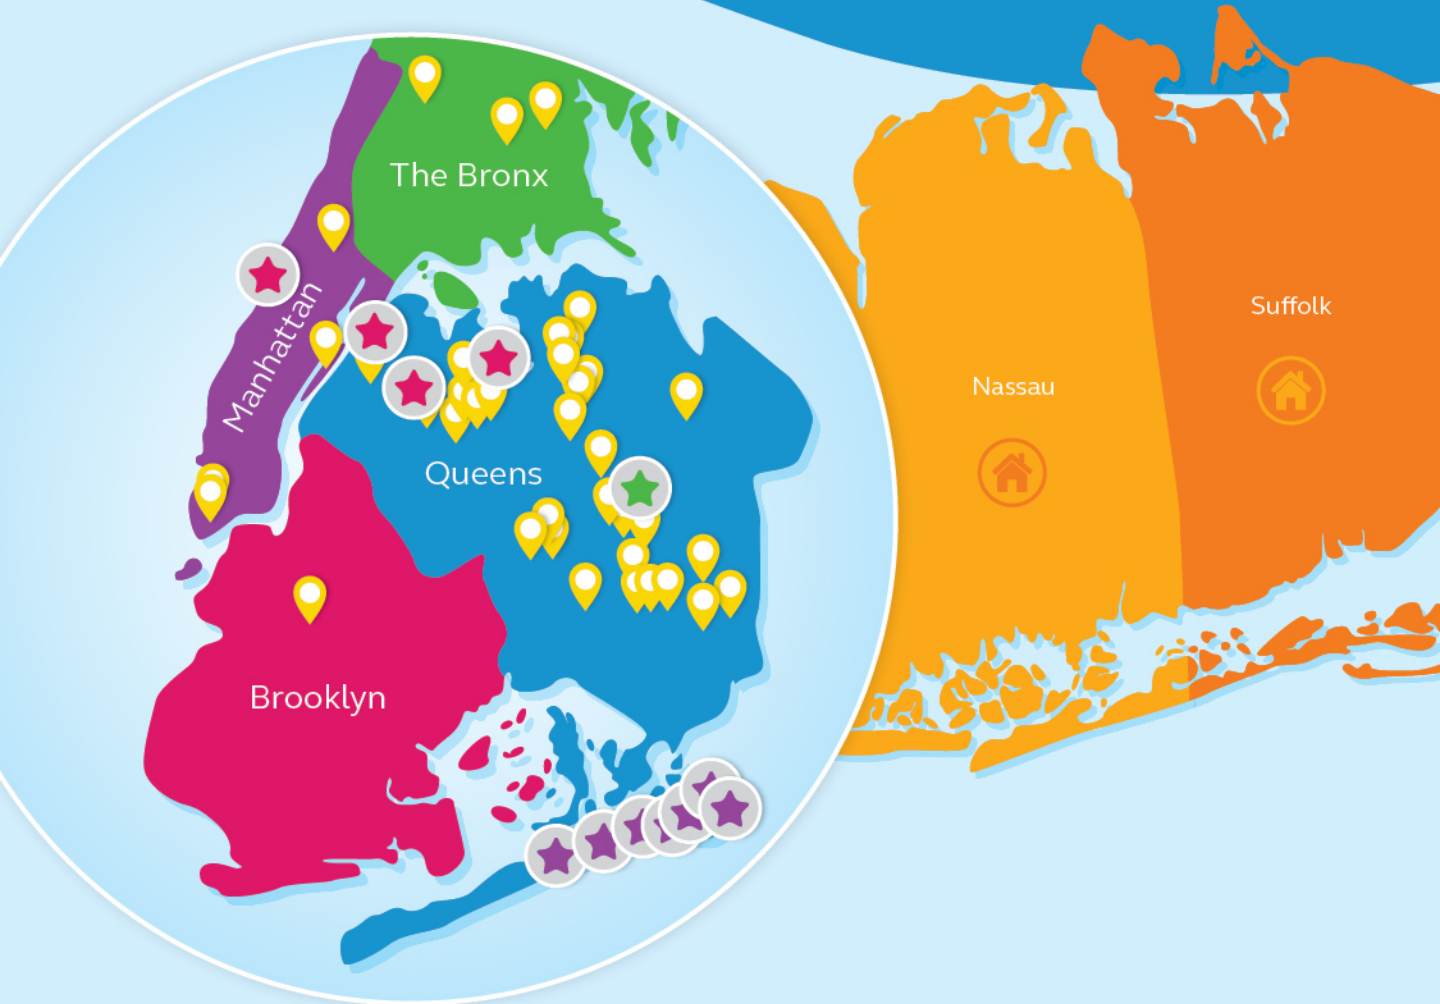 The Bronx
Manhattan
Queens
Brooklyn
Nassau
Suffolk